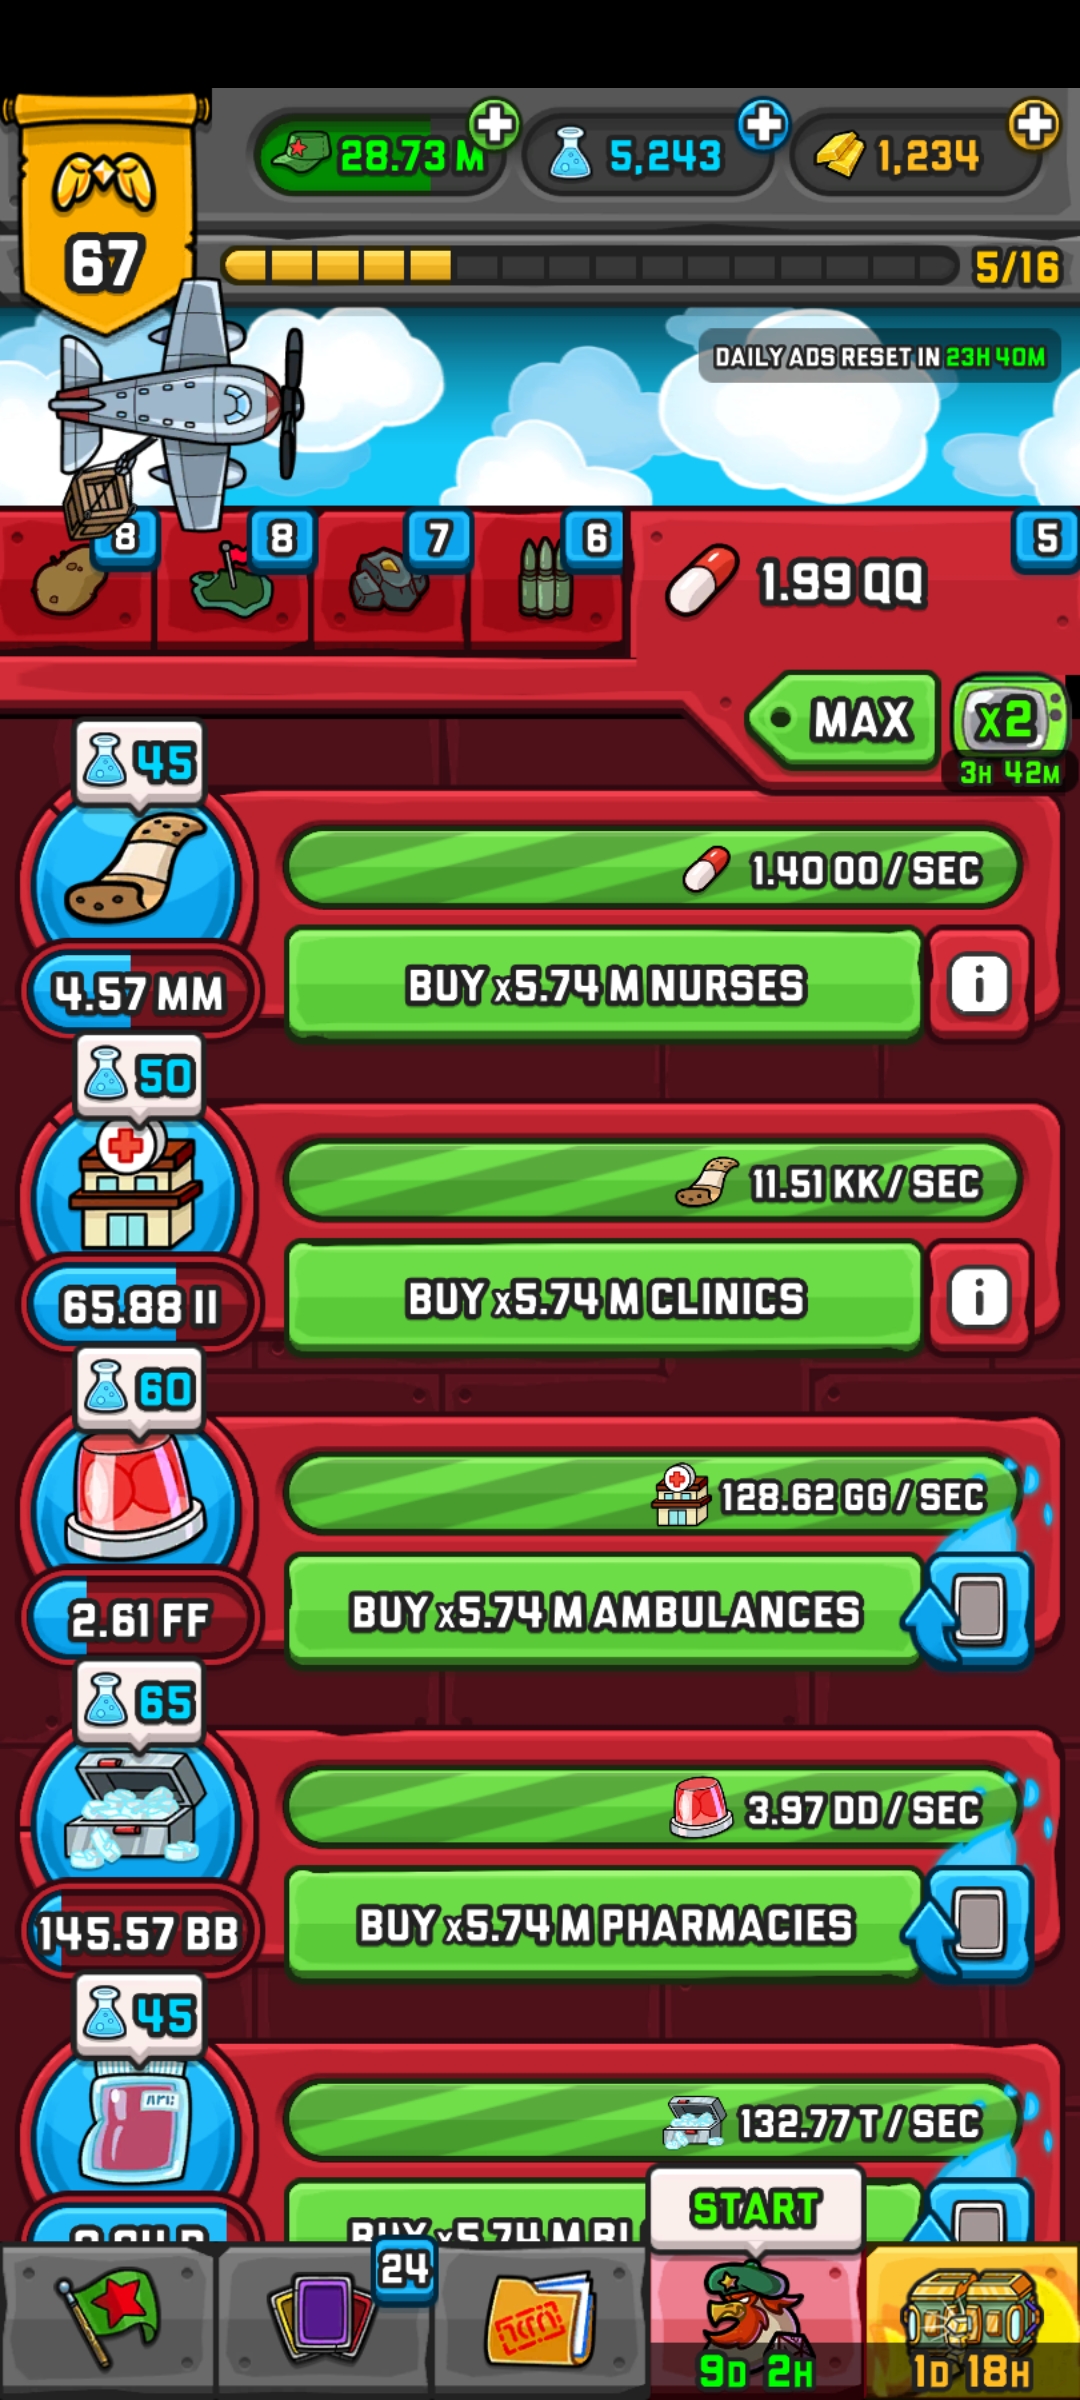 28.73 M
5,243
1,234
67
5/16
DAILY ADS RESET IN 23H 40M
8
8
7
6
5
1.99 QQ
MAX
x2
3H 42M
45
1.40 OO / SEC
BUY x5.74 M NURSES
i
4.57 MM
50
11.51 KK / SEC
BUY x5.74 M CLINICS
i
65.88 II
60
128.62 GG / SEC
BUY x5.74 M AMBULANCES
2.61 FF
65
3.97 DD / SEC
BUY x5.74 M PHARMACIES
145.57 BB
45
132.77 T / SEC
BUY x5.74 M BL
START
24
9D 2H
1D 18H